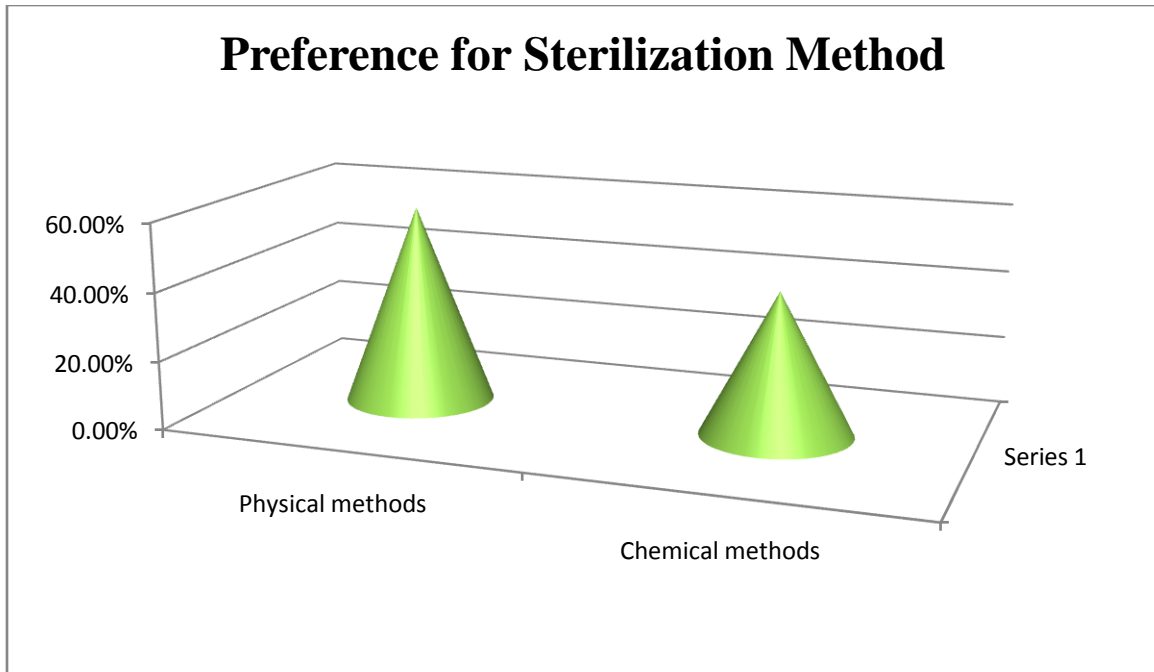 Preference for Sterilization Method
60.00%
40.00%
20.00%
0.00%
Physical methods
Chemical methods
Series 1